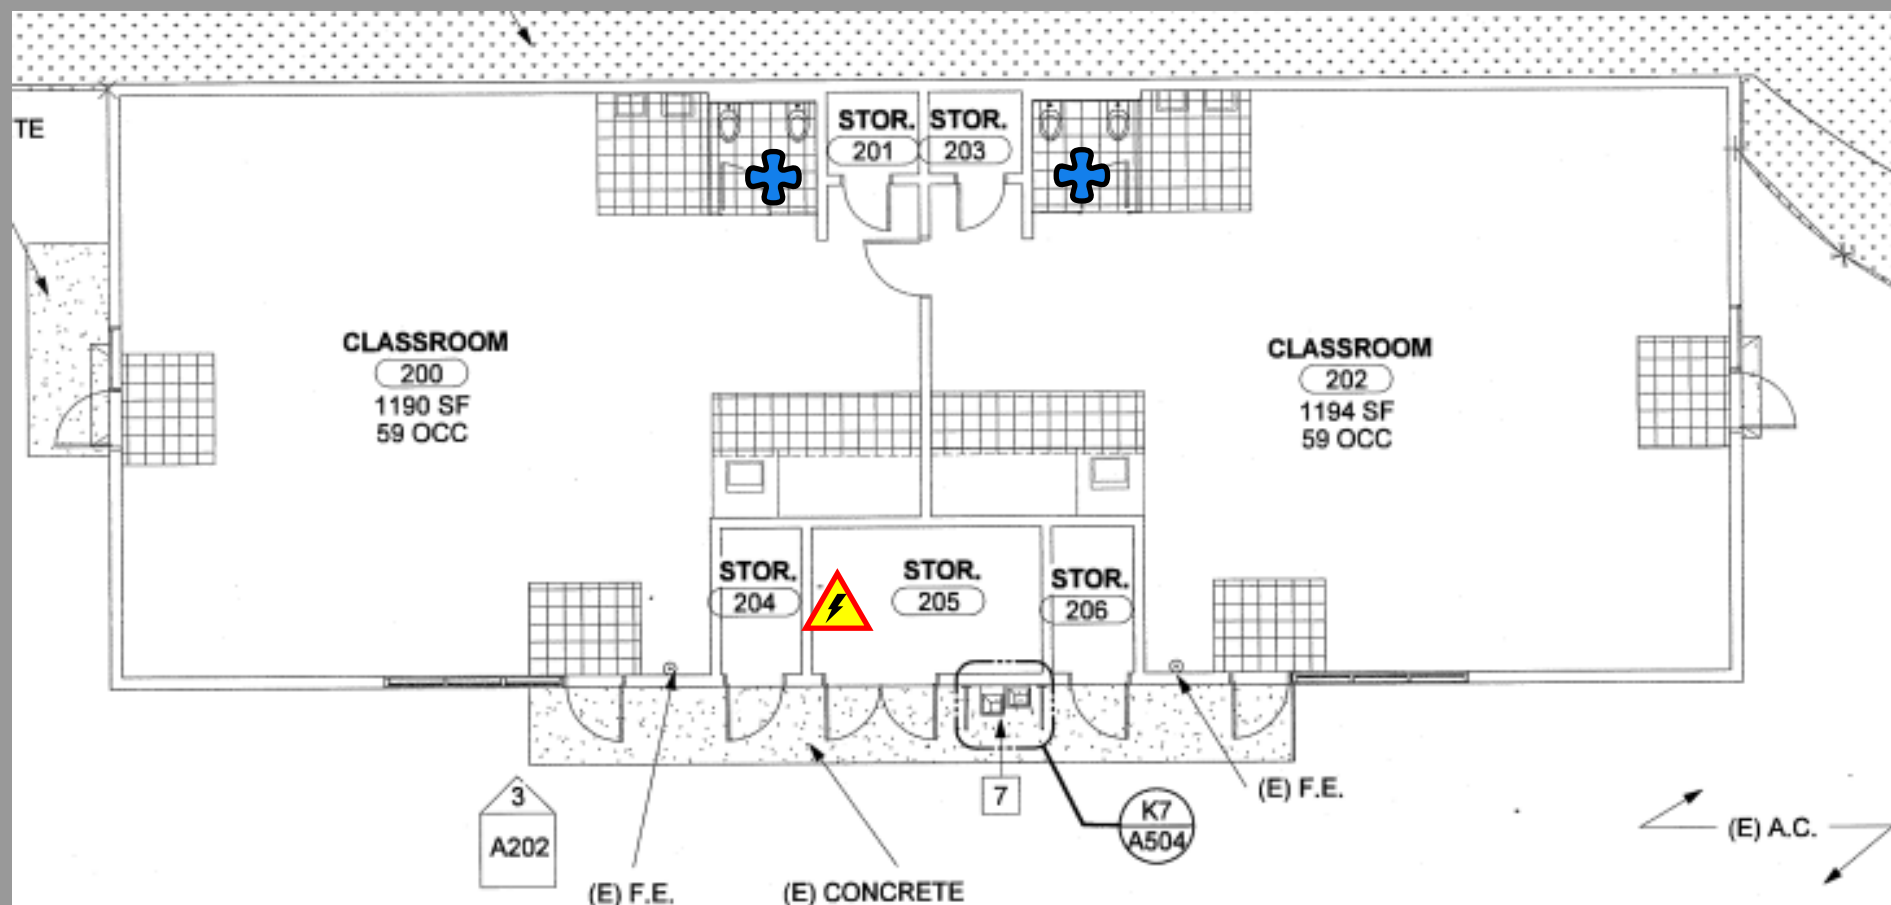 TE
STOR.
201
STOR.
203
CLASSROOM
200
1190 SF
59 OCC
CLASSROOM
202
1194 SF
59 OCC
STOR.
204
STOR.
205
STOR.
206
3
A202
7
K7
A504
(E) F.E.
(E) A.C.
(E) F.E.
(E) CONCRETE